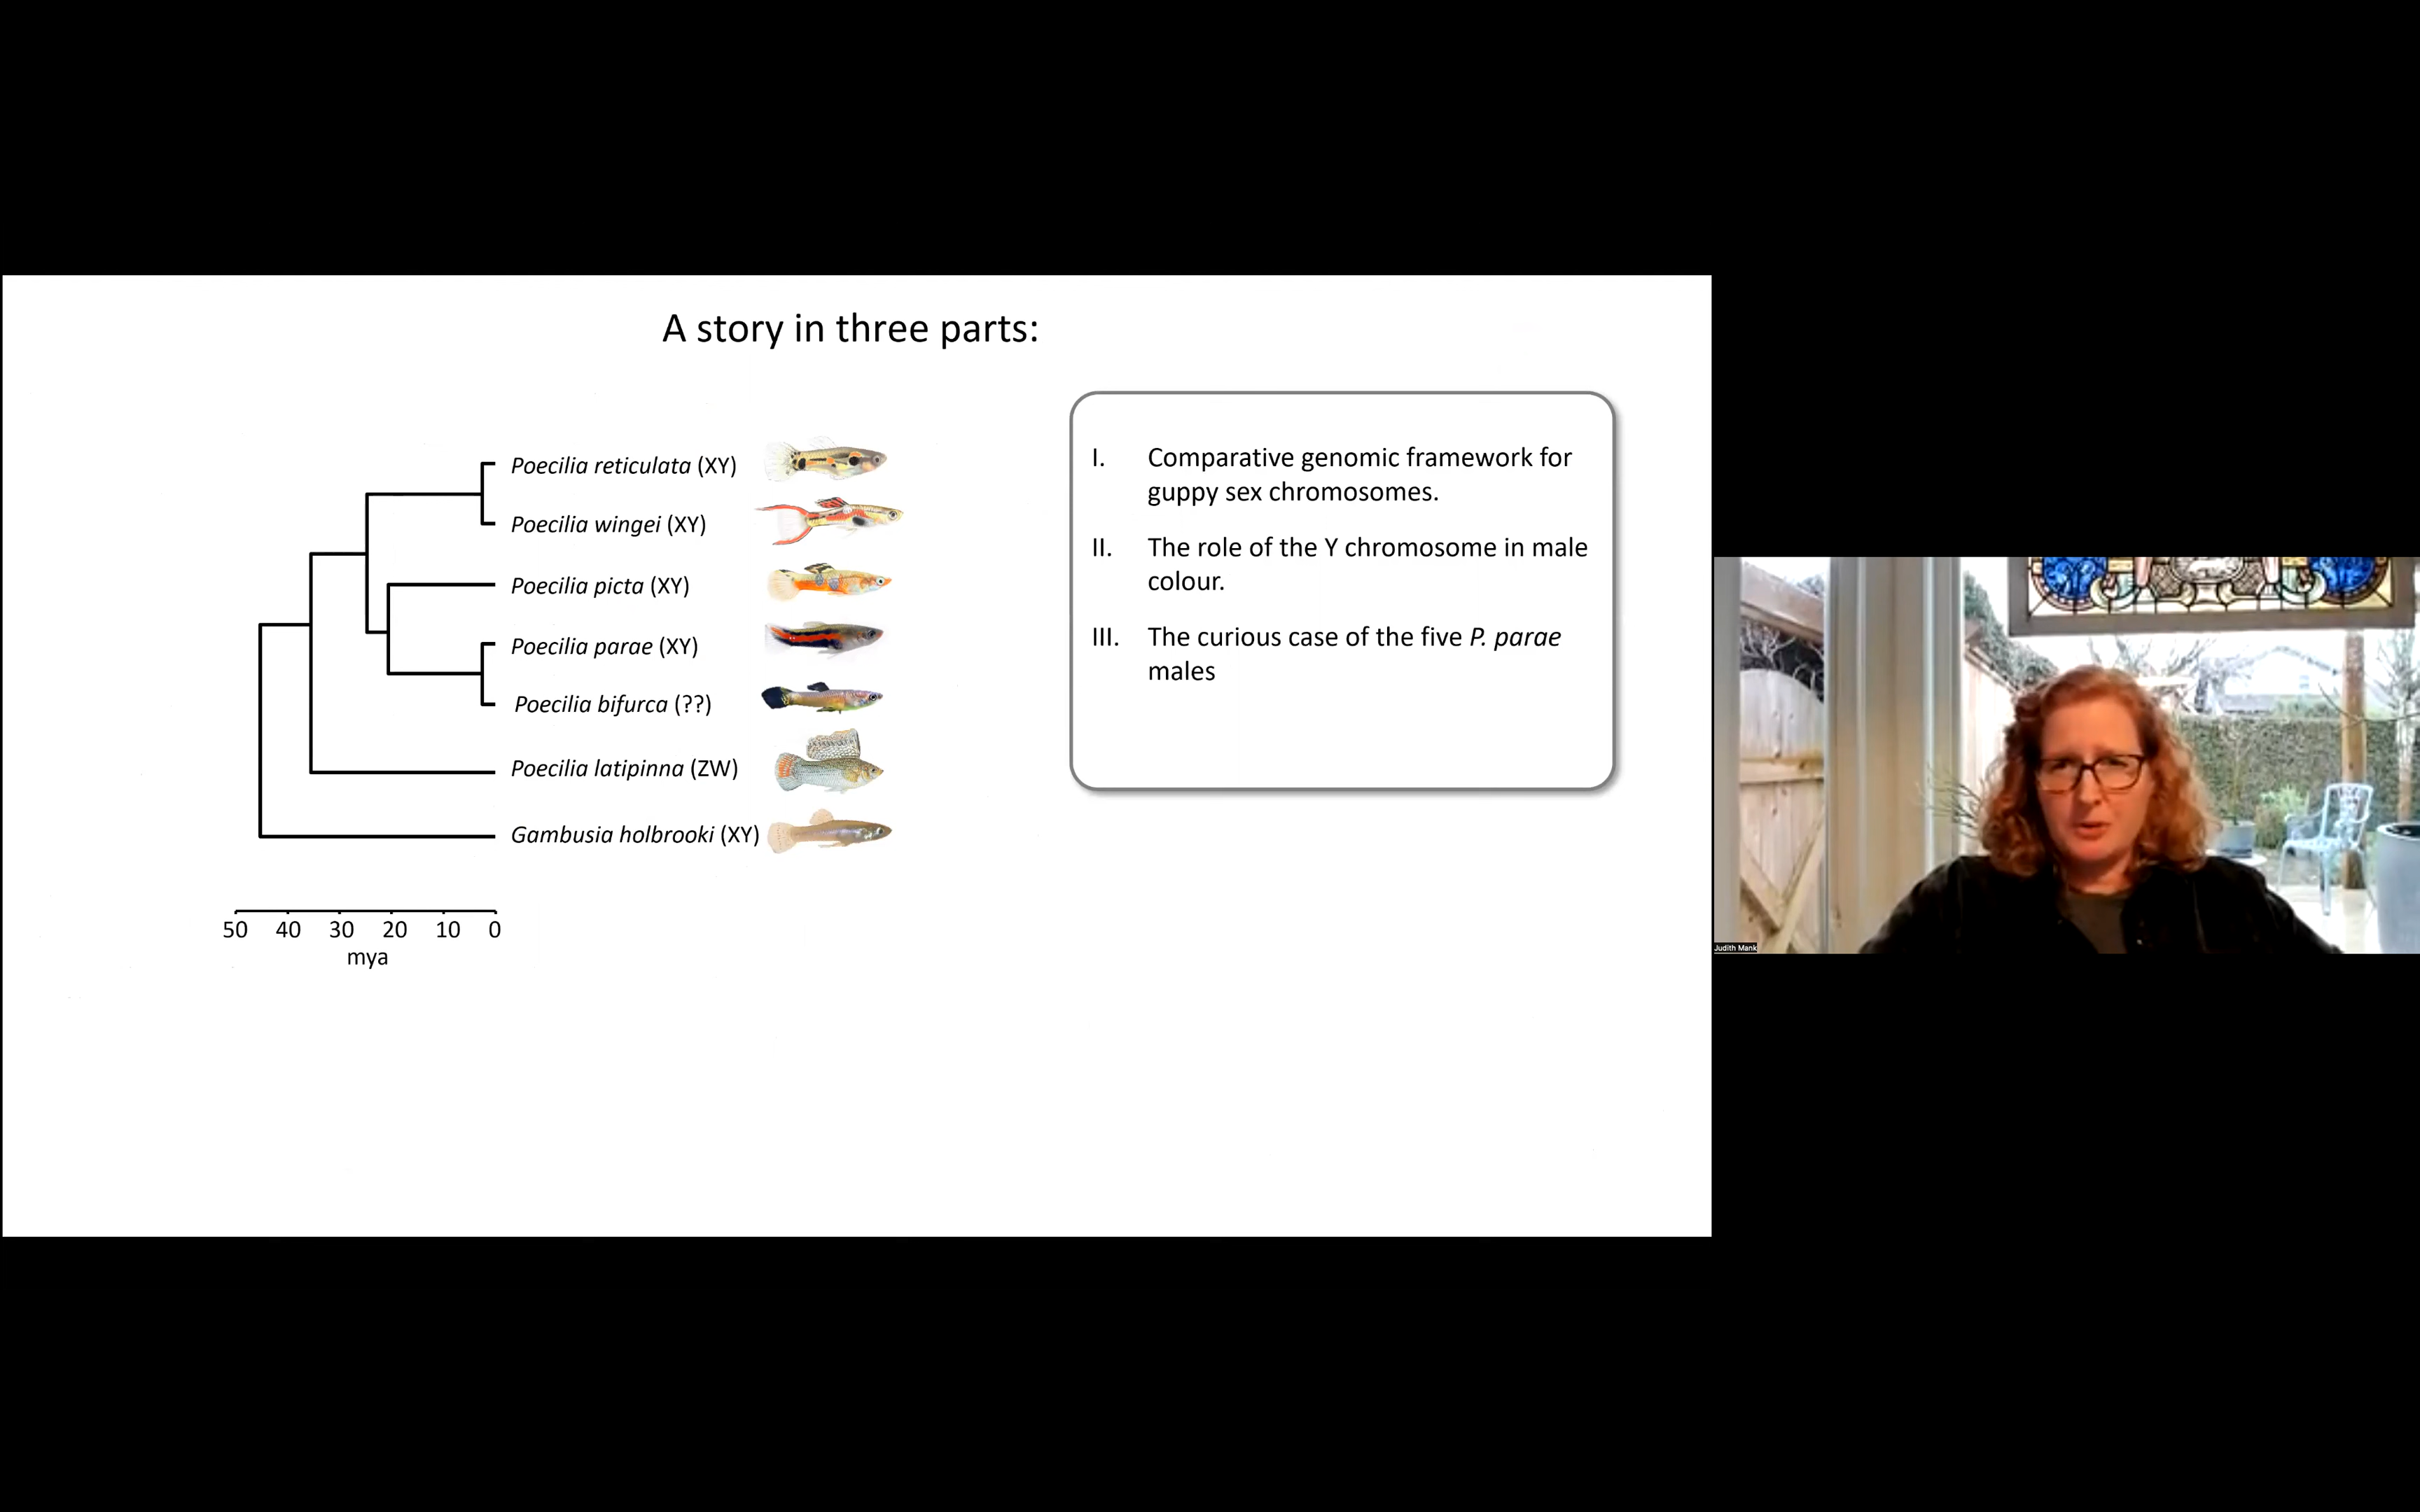 A story in three parts:
Poecilia reticulata (XY)
Poecilia wingei (XY)
Poecilia picta (XY)
Poecilia parae (XY)
Poecilia bifurca (??)
Poecilia latipinna (ZW)
Gambusia holbrooki (XY)
50 40 30 20 10 0
mya
I. Comparative genomic framework for
guppy sex chromosomes.
II. The role of the Y chromosome in male
colour.
III. The curious case of the five P. parae
males
Judith Mank